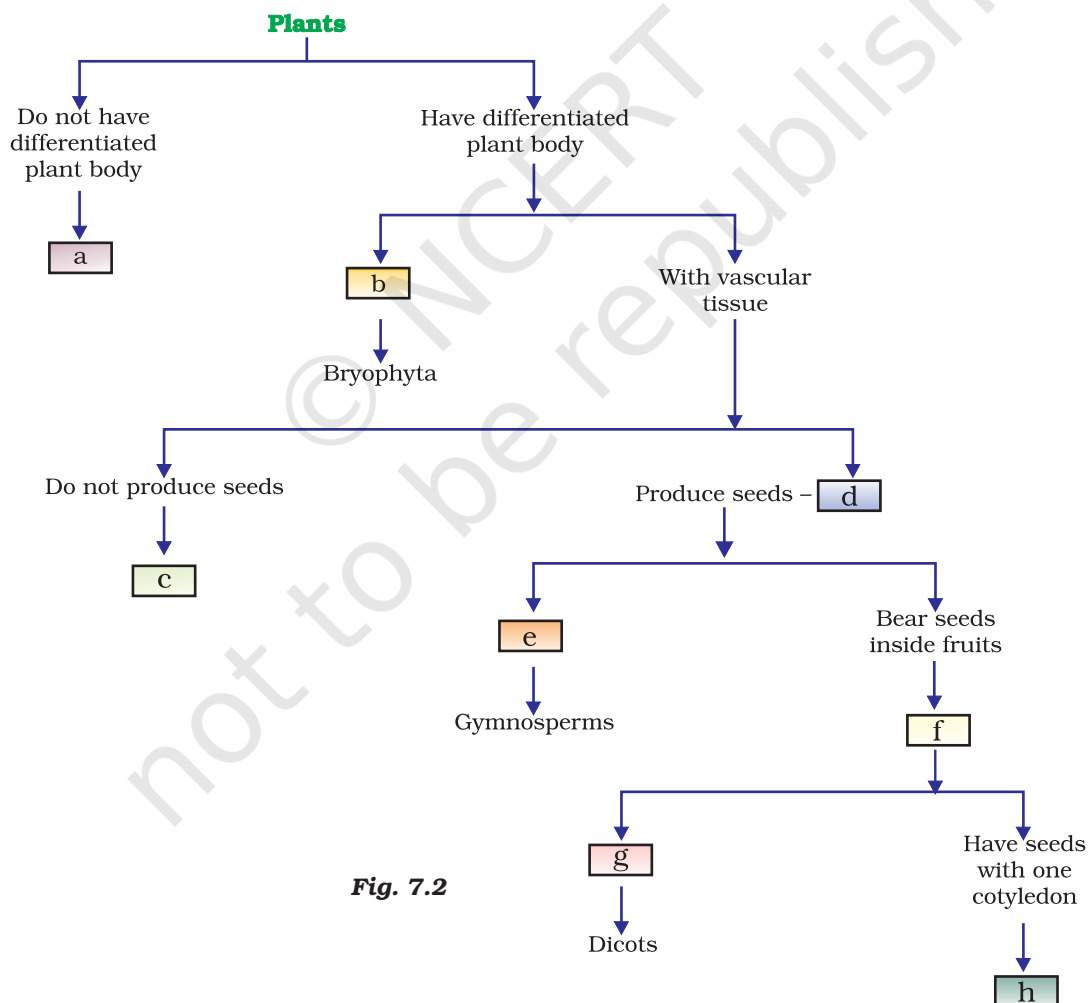 Plants
Do not have
differentiated
plant body
Have differentiated
plant body
a
b
With vascular
tissue
Bryophyta
Do not produce seeds
Produce seeds – d
c
e
Bear seeds
inside fruits
Gymnosperms
f
g
Have seeds
with one
cotyledon
Fig. 7.2
Dicots
h
© NCERT
not to be republish